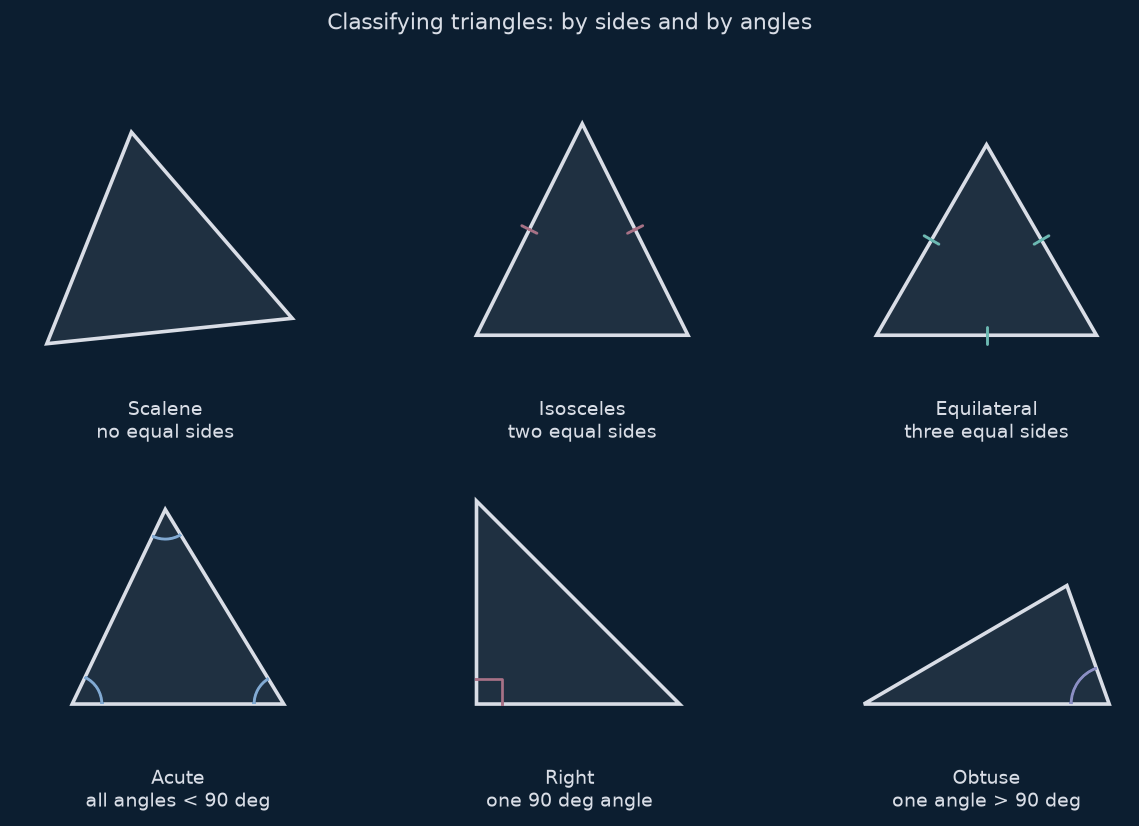 Classifying triangles: by sides and by angles
Scalene
no equal sides
Isosceles
two equal sides
Equilateral
three equal sides
Acute
all angles < 90 deg
Right
one 90 deg angle
Obtuse
one angle > 90 deg